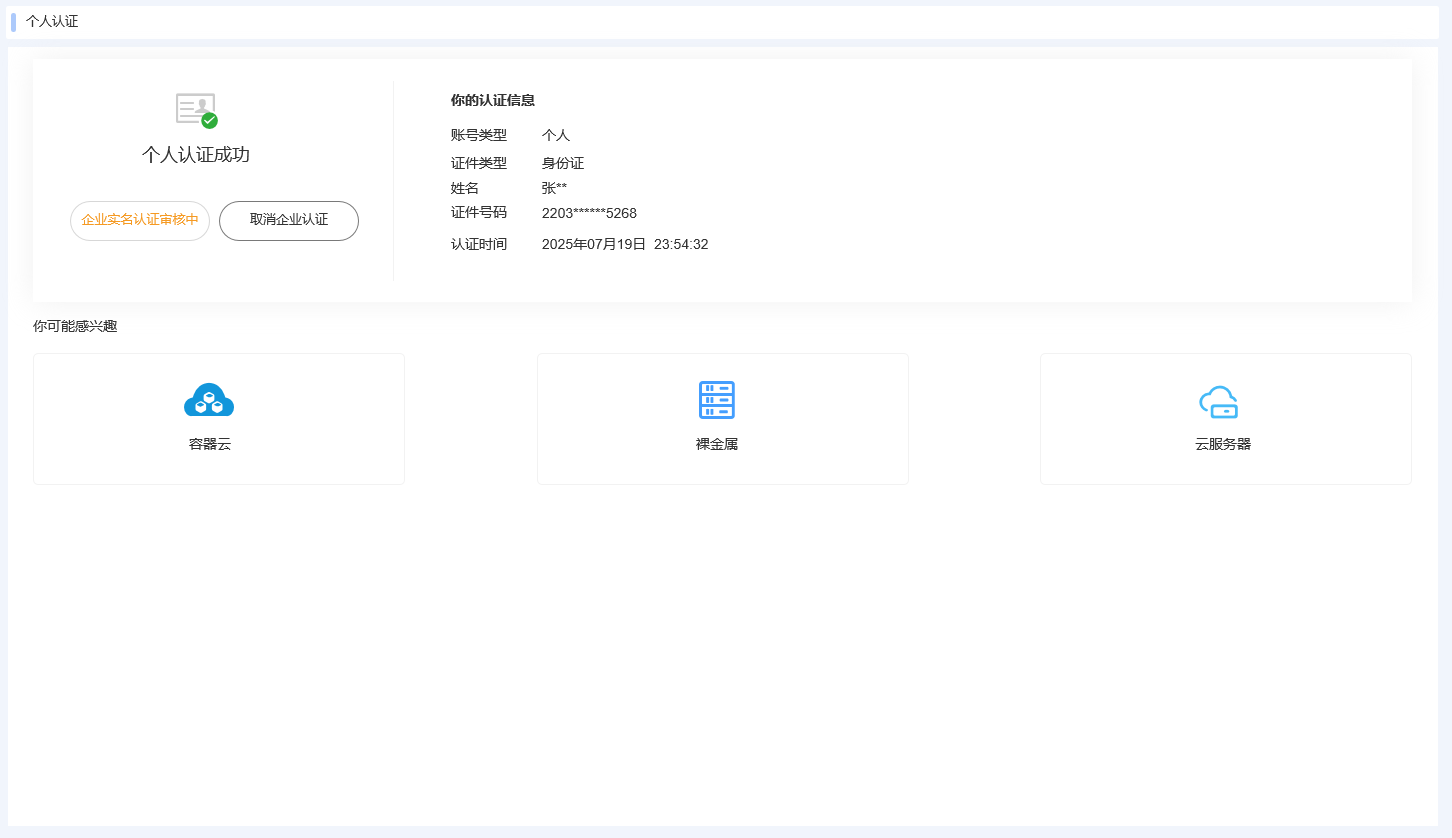 个人认证
个人认证成功
企业实名认证审核中 取消企业认证
你的认证信息
账号类型 个人
证件类型 身份证
姓名 张**
证件号码 2203******5268
认证时间 2025年07月19日 23:54:32
你可能感兴趣
容器云 裸金属 云服务器